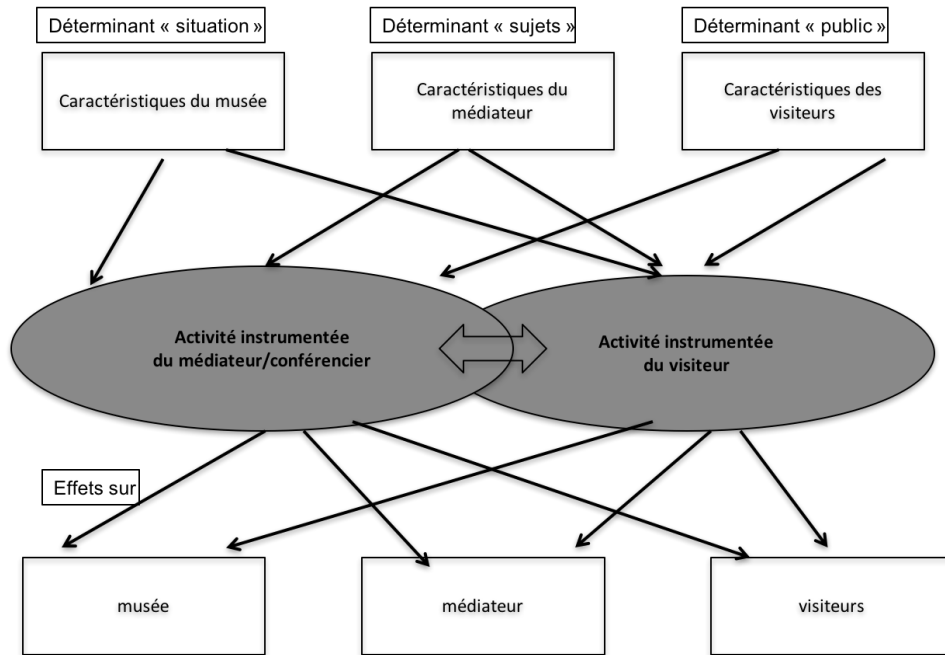 Déterminant « situation »
Déterminant « sujets »
Déterminant « public »
Caractéristiques du musée
Caractéristiques du
médiateur
Caractéristiques des
visiteurs
Activité instrumentée
du médiateur/conférencier
Activité instrumentée
du visiteur
Effets sur
musée
médiateur
visiteurs